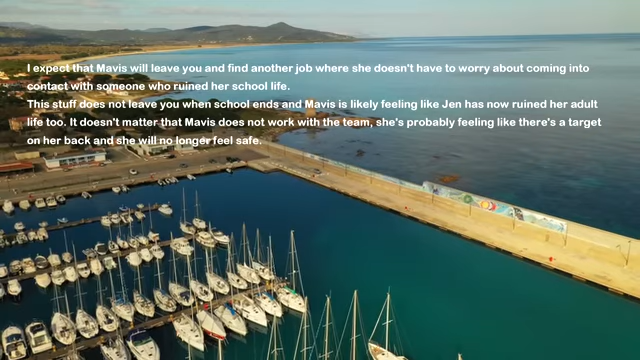 I expect that Mavis will leave you and find another job where she doesn't have to worry about coming into
contact with someone who ruined her school life.
This stuff does not leave you when school ends and Mavis is likely feeling like Jen has now ruined her adult
life too. It doesn't matter that Mavis does not work with the team, she's probably feeling like there's a target
on her back and she will no longer feel safe.